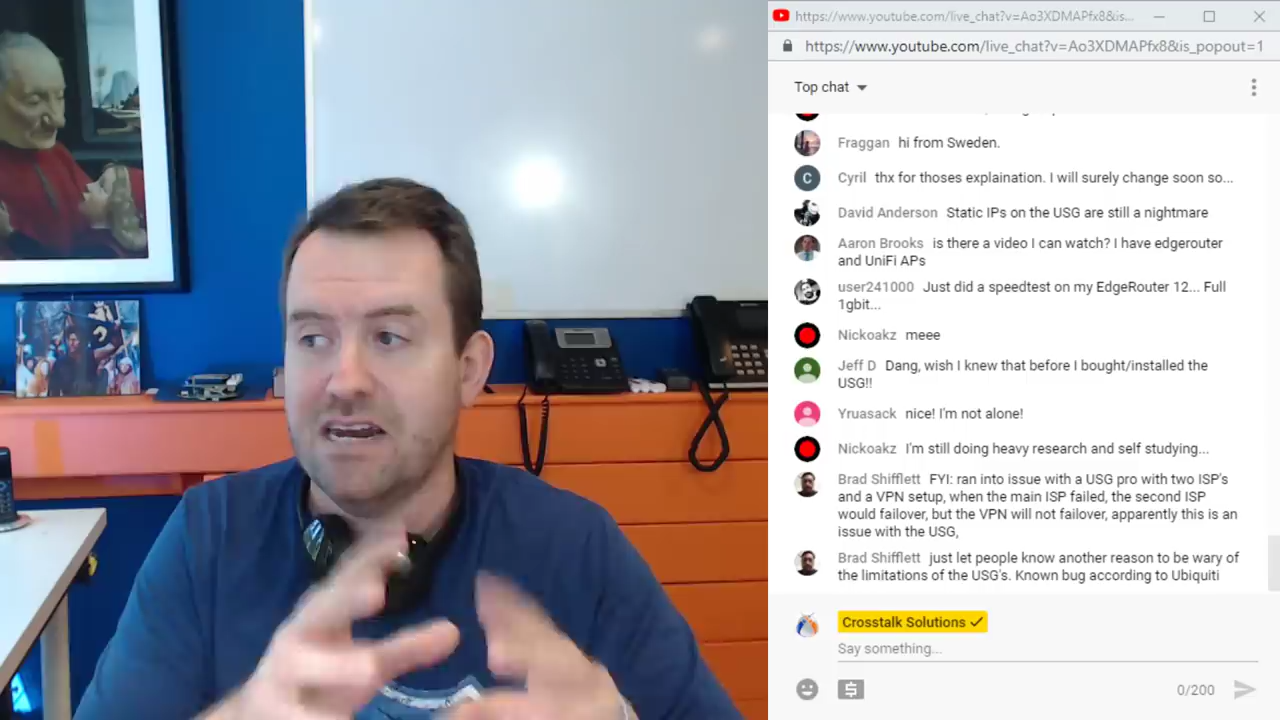 https://www.youtube.com/live_chat?v=Ao3XDMAPfx8&is...
https://www.youtube.com/live_chat?v=Ao3XDMAPfx8&is_popout=1
Top chat
Fraggan hi from Sweden.
Cyril thx for thoses explaination. I will surely change soon so...
David Anderson Static IPs on the USG are still a nightmare
Aaron Brooks is there a video I can watch? I have edgerouter
and UniFi APs
user241000 Just did a speedtest on my EdgeRouter 12... Full
1gbit...
Nickoakz meee
Jeff D Dang, wish I knew that before I bought/installed the
USG!!
Yruasack nice! I'm not alone!
Nickoakz I'm still doing heavy research and self studying...
Brad Shifflett FYI: ran into issue with a USG pro with two ISP's
and a VPN setup, when the main ISP failed, the second ISP
would failover, but the VPN will not failover, apparently this is an
issue with the USG,
Brad Shifflett just let people know another reason to be wary of
the limitations of the USG's. Known bug according to Ubiquiti
Crosstalk Solutions
Say something...
0/200